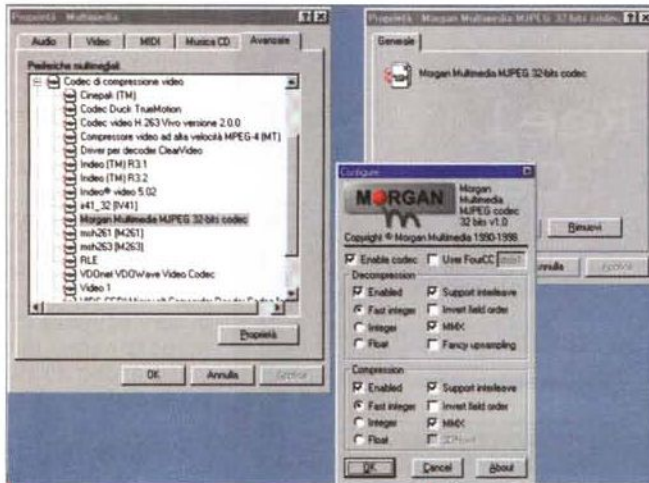 Proprietà - Multimedia
Audio
Video
MIDI
Musica CD
Avanzate
Periferiche multimediali
Codec di compressione video
Cinepak (TM)
Codec Duck TrueMotion
Codec video H.263 Vivo versione 2.0.0
Compressore video ad alta velocità MPEG-4 (MT)
Driver per decoder ClearVideo
Indeo (TM) R3.1
Indeo (TM) R3.2
Indeo® video 5.02
ir41_32 [IV41]
Morgan Multimedia MJPEG 32-bits codec
msh261 [M261]
msh263 [M263]
RLE
VDOnet VDOWave Video Codec
Video 1
Proprietà
OK
Annulla
Applica
Proprietà - Morgan Multimedia MJPEG 32-bits codec
Generale
Morgan Multimedia MJPEG 32-bits codec
Rimuovi
Applica
Configure
MORGAN
Morgan
Multimedia
MJPEG codec
32 bits v1.0
Copyright © Morgan Multimedia 1990-1998
Enable codec
User FourCC
Decompression
Enabled
Support interleave
Fast integer
Invert field order
Integer
MMX
Float
Fancy upsampling
Compression
Enabled
Support interleave
Fast integer
Invert field order
Integer
MMX
Float
OK
Cancel
About